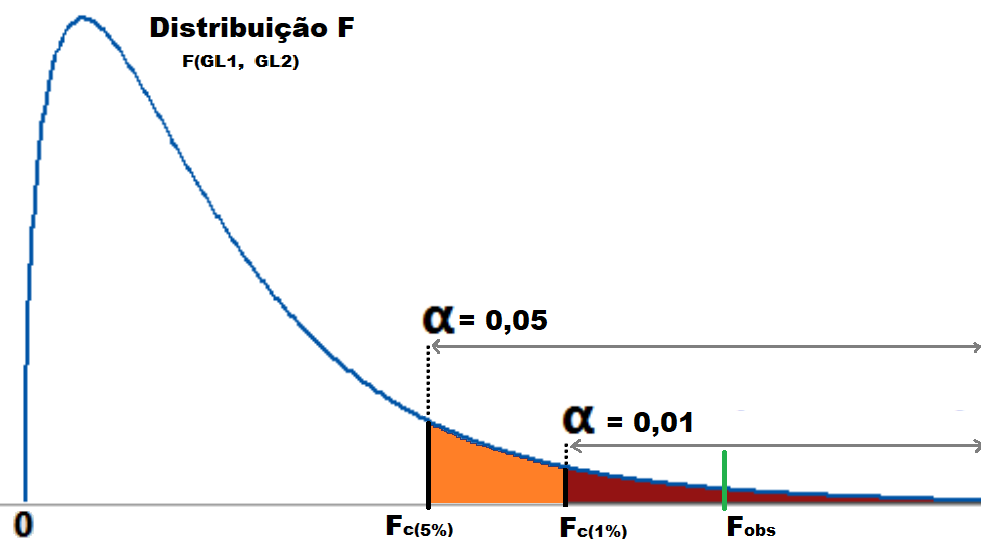 Distribuição F
F(GL1, GL2)
α = 0,05
α = 0,01
0
Fc(5%)
Fc(1%)
Fobs